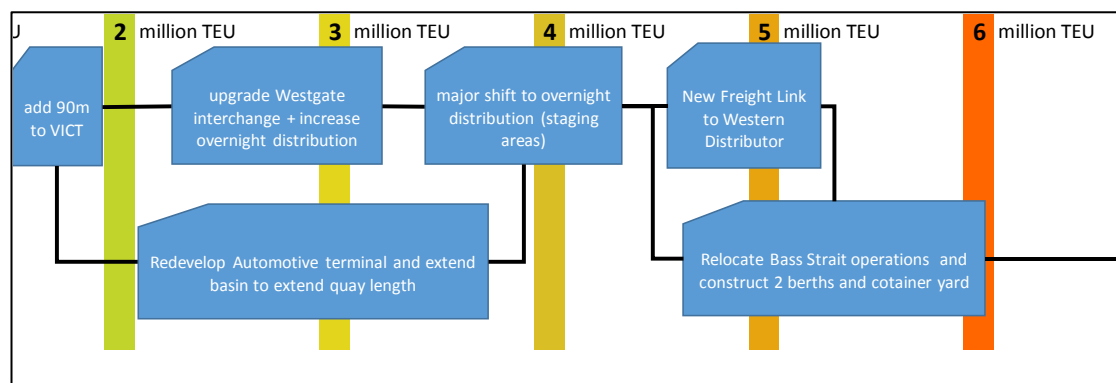 U
2 million TEU
3 million TEU
4 million TEU
5 million TEU
6 million TEU
add 90m
to VICT
upgrade Westgate
interchange + increase
overnight distribution
major shift to overnight
distribution (staging
areas)
New Freight Link
to Western
Distributor
Redevelop Automotive terminal and extend
basin to extend quay length
Relocate Bass Strait operations and
construct 2 berths and cotainer yard